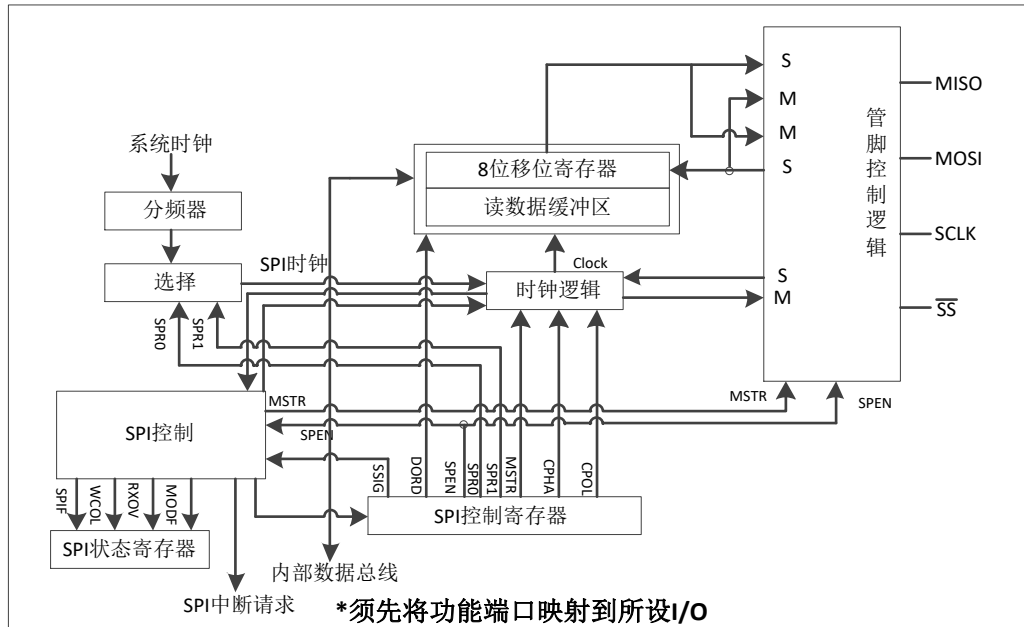 S
MISO
M
系统时钟
M
8位移位寄存器
S
MOSI
管脚控制逻辑
分频器
读数据缓冲区
SCLK
SPI时钟
Clock
选择
时钟逻辑
S
M
SS
SPR0
SPR1
MSTR
SPEN
MSTR
SPI控制
SPEN
SSIG
DORD
SPEN
SPR0
SPR1
MSTR
CPHA
CPOL
SPI控制寄存器
SPIF
WCOL
RXOV
MODF
SPI状态寄存器
内部数据总线
SPI中断请求
*须先将功能端口映射到所设I/O